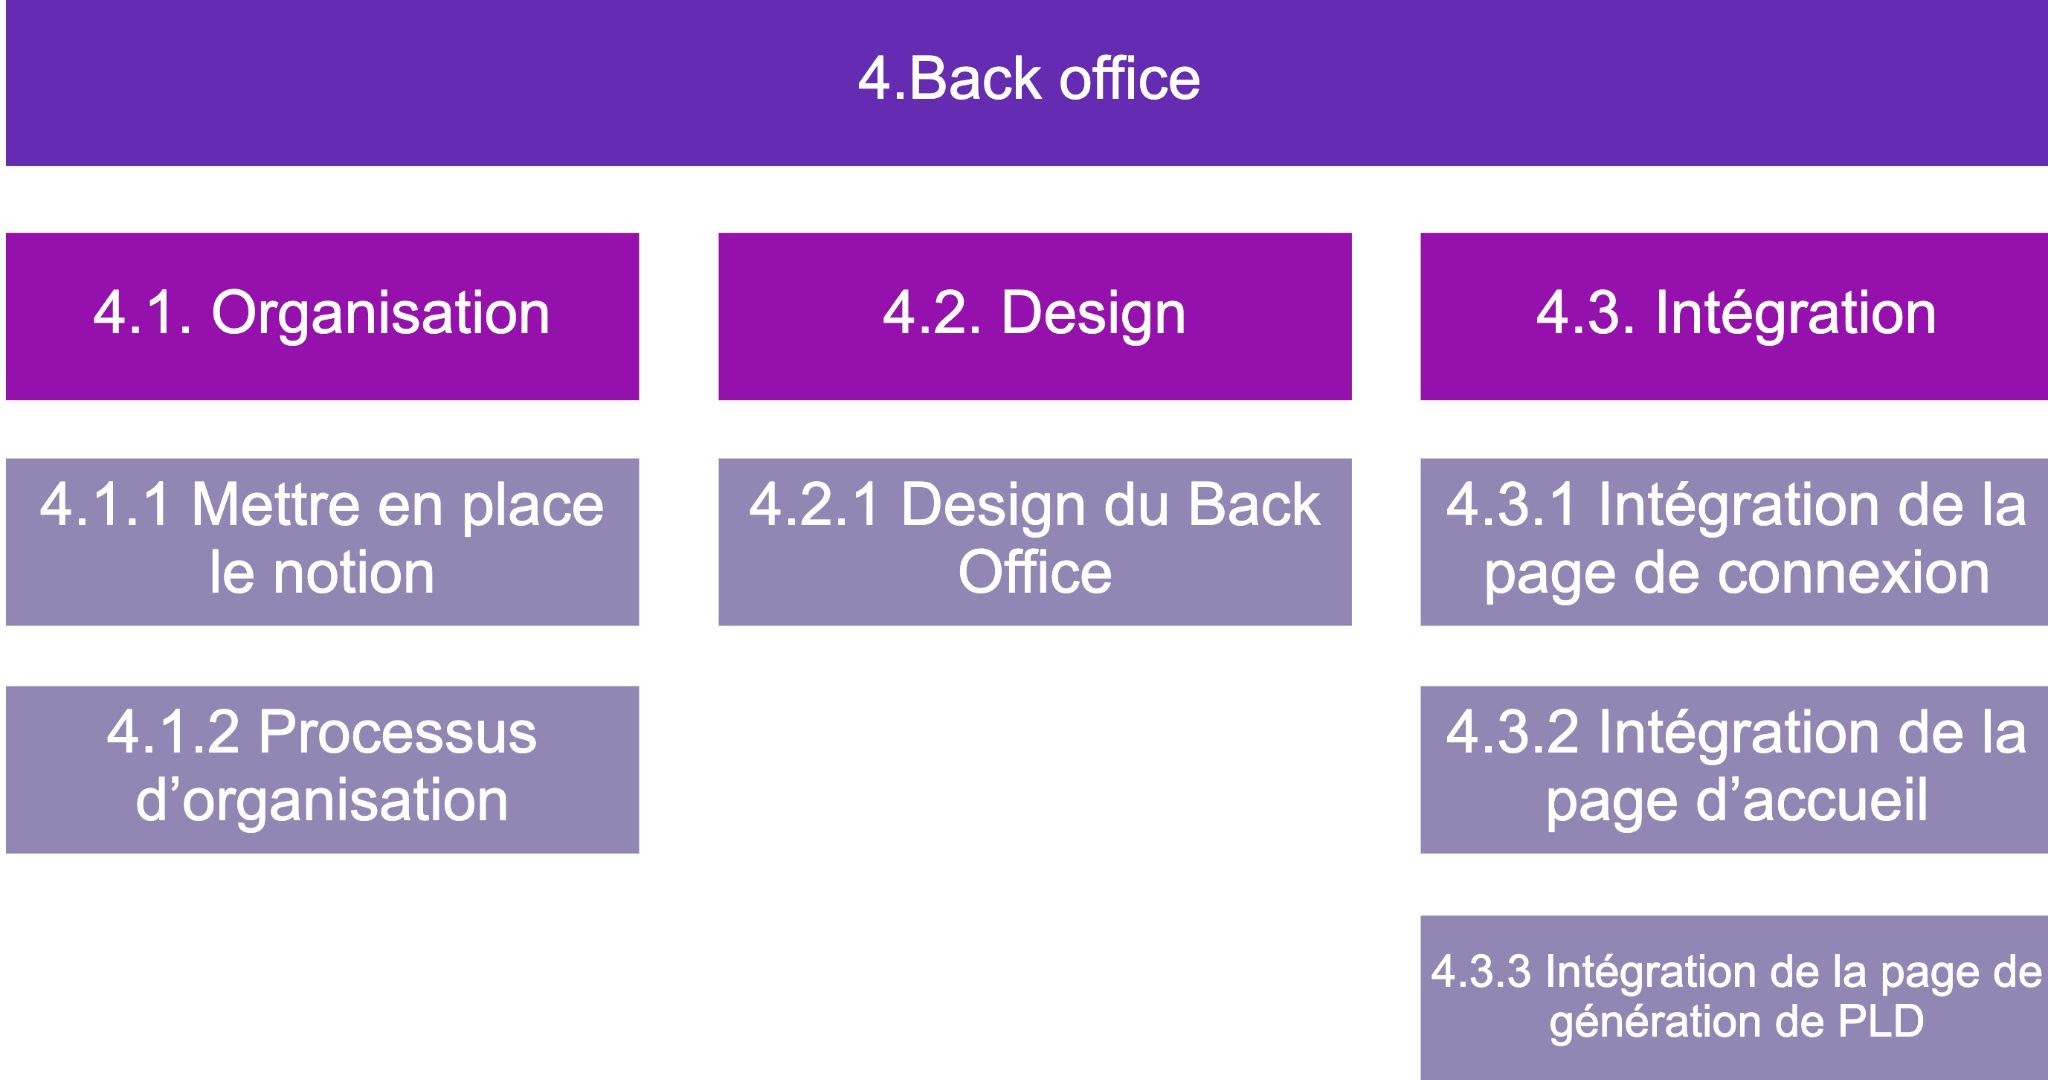 4.Back office
4.1. Organisation
4.2. Design
4.3. Intégration
4.1.1 Mettre en place
le notion
4.2.1 Design du Back
Office
4.3.1 Intégration de la
page de connexion
4.1.2 Processus
d’organisation
4.3.2 Intégration de la
page d’accueil
4.3.3 Intégration de la page de
génération de PLD